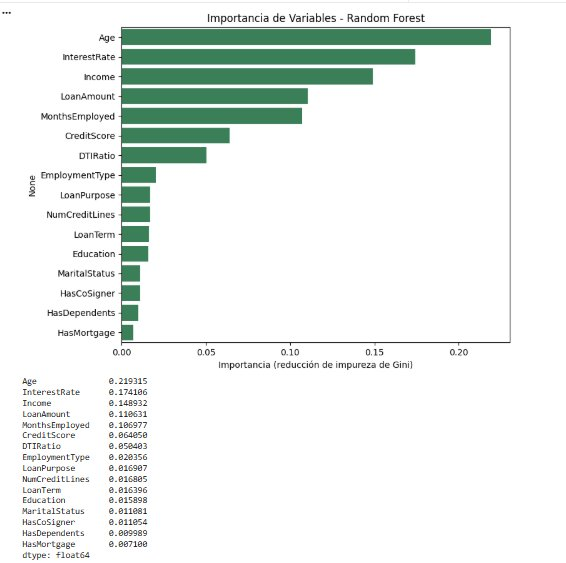 ...
Importancia de Variables - Random Forest
Age
InterestRate
Income
LoanAmount
MonthsEmployed
CreditScore
DTIRatio
EmploymentType
LoanPurpose
NumCreditLines
LoanTerm
Education
MaritalStatus
HasCoSigner
HasDependents
HasMortgage
None
0.00 0.05 0.10 0.15 0.20
Importancia (reducción de impureza de Gini)
Age 0.219315
InterestRate 0.174106
Income 0.148932
LoanAmount 0.110631
MonthsEmployed 0.106977
CreditScore 0.064050
DTIRatio 0.050403
EmploymentType 0.020356
LoanPurpose 0.016907
NumCreditLines 0.016805
LoanTerm 0.016396
Education 0.015898
MaritalStatus 0.011081
HasCoSigner 0.011054
HasDependents 0.009989
HasMortgage 0.007100
dtype: float64